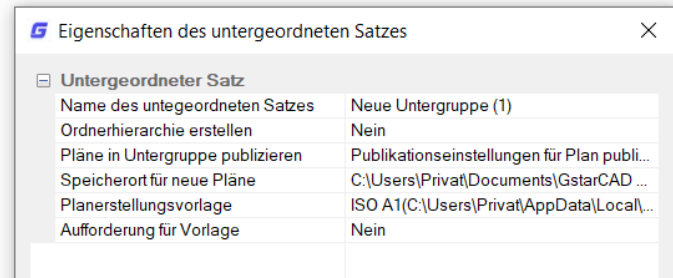 Eigenschaften des untergeordneten Satzes
Untergeordneter Satz
Name des untegeordneten Satzes Neue Untergruppe (1)
Ordnerhierarchie erstellen Nein
Pläne in Untergruppe publizieren Publikationseinstellungen für Plan publi...
Speicherort für neue Pläne C:\Users\Privat\Documents\GstarCAD ...
Planerstellungsvorlage ISO A1(C:\Users\Privat\AppData\Local\...
Aufforderung für Vorlage Nein